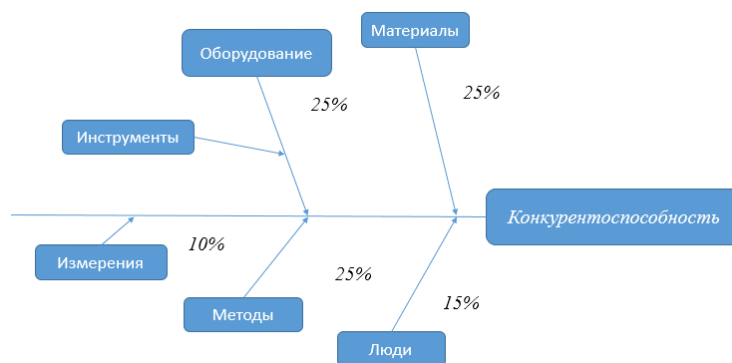 Материалы
Оборудование
25%
25%
Инструменты
Конкурентоспособность
10%
Измерения
25%
Методы
15%
Люди